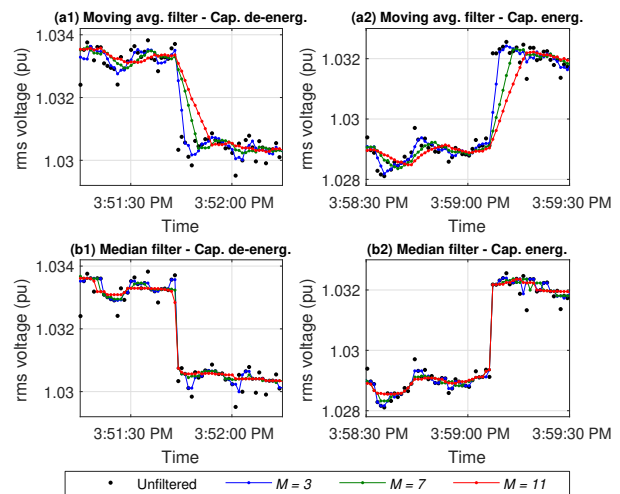 (a1) Moving avg. filter - Cap. de-energ.
(a2) Moving avg. filter - Cap. energ.
1.034
1.032
1.03
rms voltage (pu)
3:51:30 PM 3:52:00 PM
Time
1.032
1.03
1.028
rms voltage (pu)
3:58:30 PM 3:59:00 PM 3:59:30 PM
Time
(b1) Median filter - Cap. de-energ.
(b2) Median filter - Cap. energ.
1.034
1.032
1.03
rms voltage (pu)
3:51:30 PM 3:52:00 PM
Time
1.032
1.03
1.028
rms voltage (pu)
3:58:30 PM 3:59:00 PM 3:59:30 PM
Time
Unfiltered M = 3 M = 7 M = 11